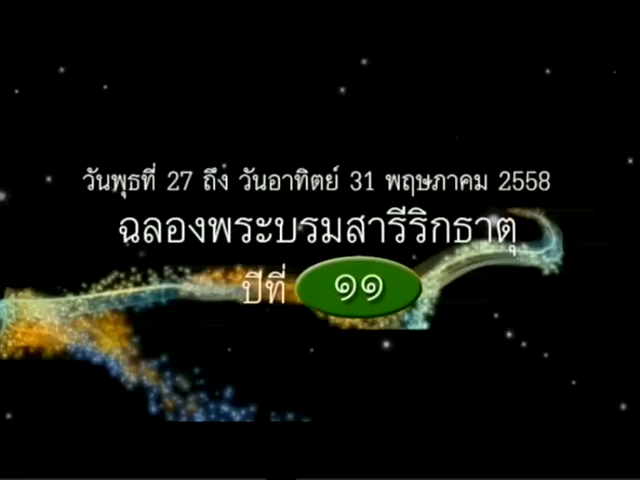 วันพุธที่ 27 ถึง วันอาทิตย์ 31 พฤษภาคม 2558
ฉลองพระบรมสารีริกธาตุ
ปีที่ ๑๑